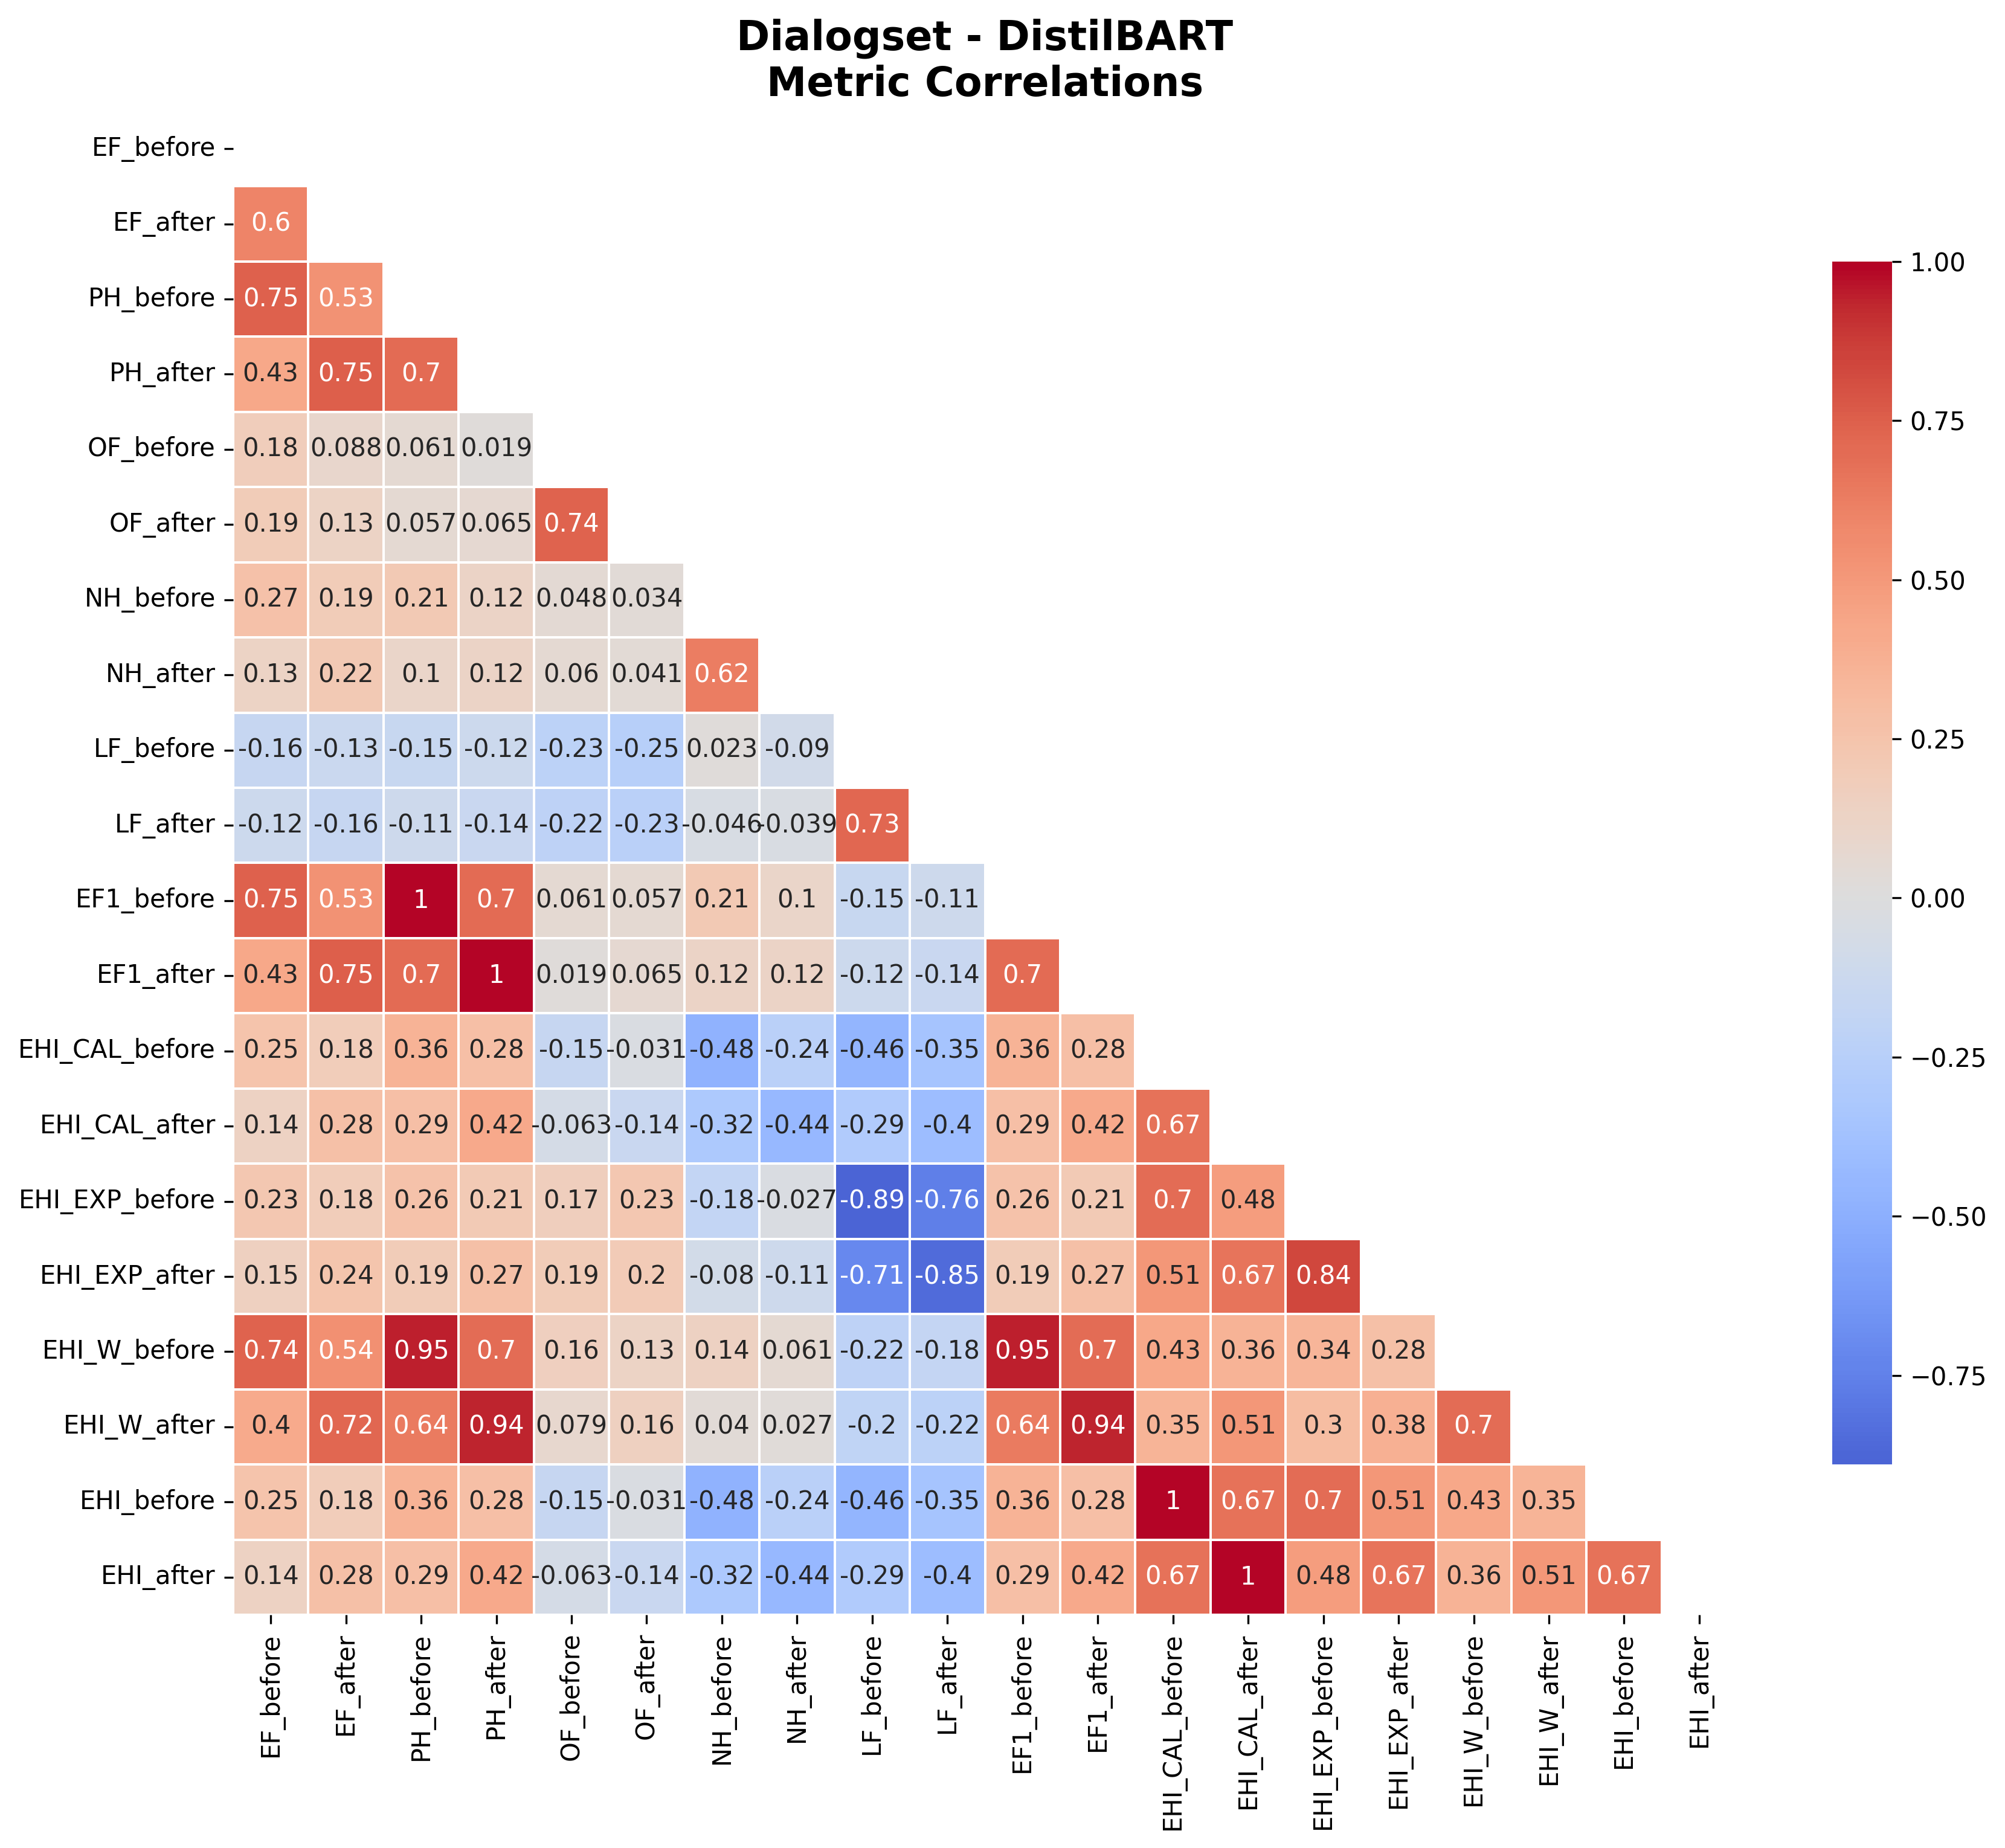 Dialogset - DistilBART
Metric Correlations
EF_before
EF_after 0.6
PH_before 0.75 0.53
PH_after 0.43 0.75 0.7
OF_before 0.18 0.088 0.061 0.019
OF_after 0.19 0.13 0.057 0.065 0.74
NH_before 0.27 0.19 0.21 0.12 0.048 0.034
NH_after 0.13 0.22 0.1 0.12 0.06 0.041 0.62
LF_before -0.16 -0.13 -0.15 -0.12 -0.23 -0.25 0.023 -0.09
LF_after -0.12 -0.16 -0.11 -0.14 -0.22 -0.23 -0.046 -0.039 0.73
EF1_before 0.75 0.53 1 0.7 0.061 0.057 0.21 0.1 -0.15 -0.11
EF1_after 0.43 0.75 0.7 1 0.019 0.065 0.12 0.12 -0.12 -0.14 0.7
EHI_CAL_before 0.25 0.18 0.36 0.28 -0.15 -0.031 -0.48 -0.24 -0.46 -0.35 0.36 0.28
EHI_CAL_after 0.14 0.28 0.29 0.42 -0.063 -0.14 -0.32 -0.44 -0.29 -0.4 0.29 0.42 0.67
EHI_EXP_before 0.23 0.18 0.26 0.21 0.17 0.23 -0.18 -0.027 -0.89 -0.76 0.26 0.21 0.7 0.48
EHI_EXP_after 0.15 0.24 0.19 0.27 0.19 0.2 -0.08 -0.11 -0.71 -0.85 0.19 0.27 0.51 0.67 0.84
EHI_W_before 0.74 0.54 0.95 0.7 0.16 0.13 0.14 0.061 -0.22 -0.18 0.95 0.7 0.43 0.36 0.34 0.28
EHI_W_after 0.4 0.72 0.64 0.94 0.079 0.16 0.04 0.027 -0.2 -0.22 0.64 0.94 0.35 0.51 0.3 0.38 0.7
EHI_before 0.25 0.18 0.36 0.28 -0.15 -0.031 -0.48 -0.24 -0.46 -0.35 0.36 0.28 1 0.67 0.7 0.51 0.43 0.35
EHI_after 0.14 0.28 0.29 0.42 -0.063 -0.14 -0.32 -0.44 -0.29 -0.4 0.29 0.42 0.67 1 0.48 0.67 0.36 0.51 0.67
EF_before
EF_after
PH_before
PH_after
OF_before
OF_after
NH_before
NH_after
LF_before
LF_after
EF1_before
EF1_after
EHI_CAL_before
EHI_CAL_after
EHI_EXP_before
EHI_EXP_after
EHI_W_before
EHI_W_after
EHI_before
EHI_after
1.00
0.75
0.50
0.25
0.00
−0.25
−0.50
−0.75